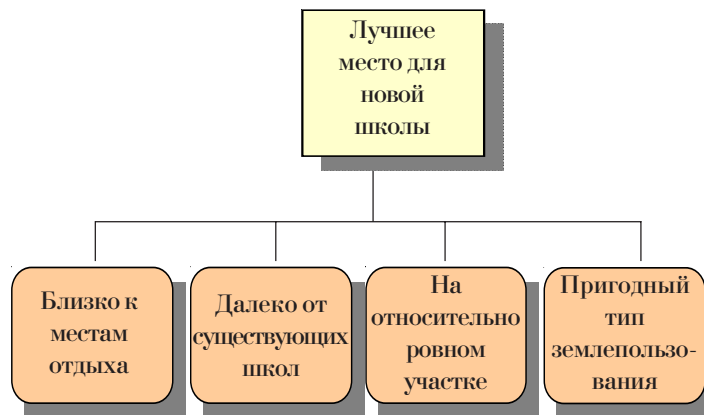 Лучшее
место для
новой
школы
Близко к
местам
отдыха
Далеко от
существующих
школ
На
относительно
ровном
участке
Пригодный
тип
землепользо-
вания